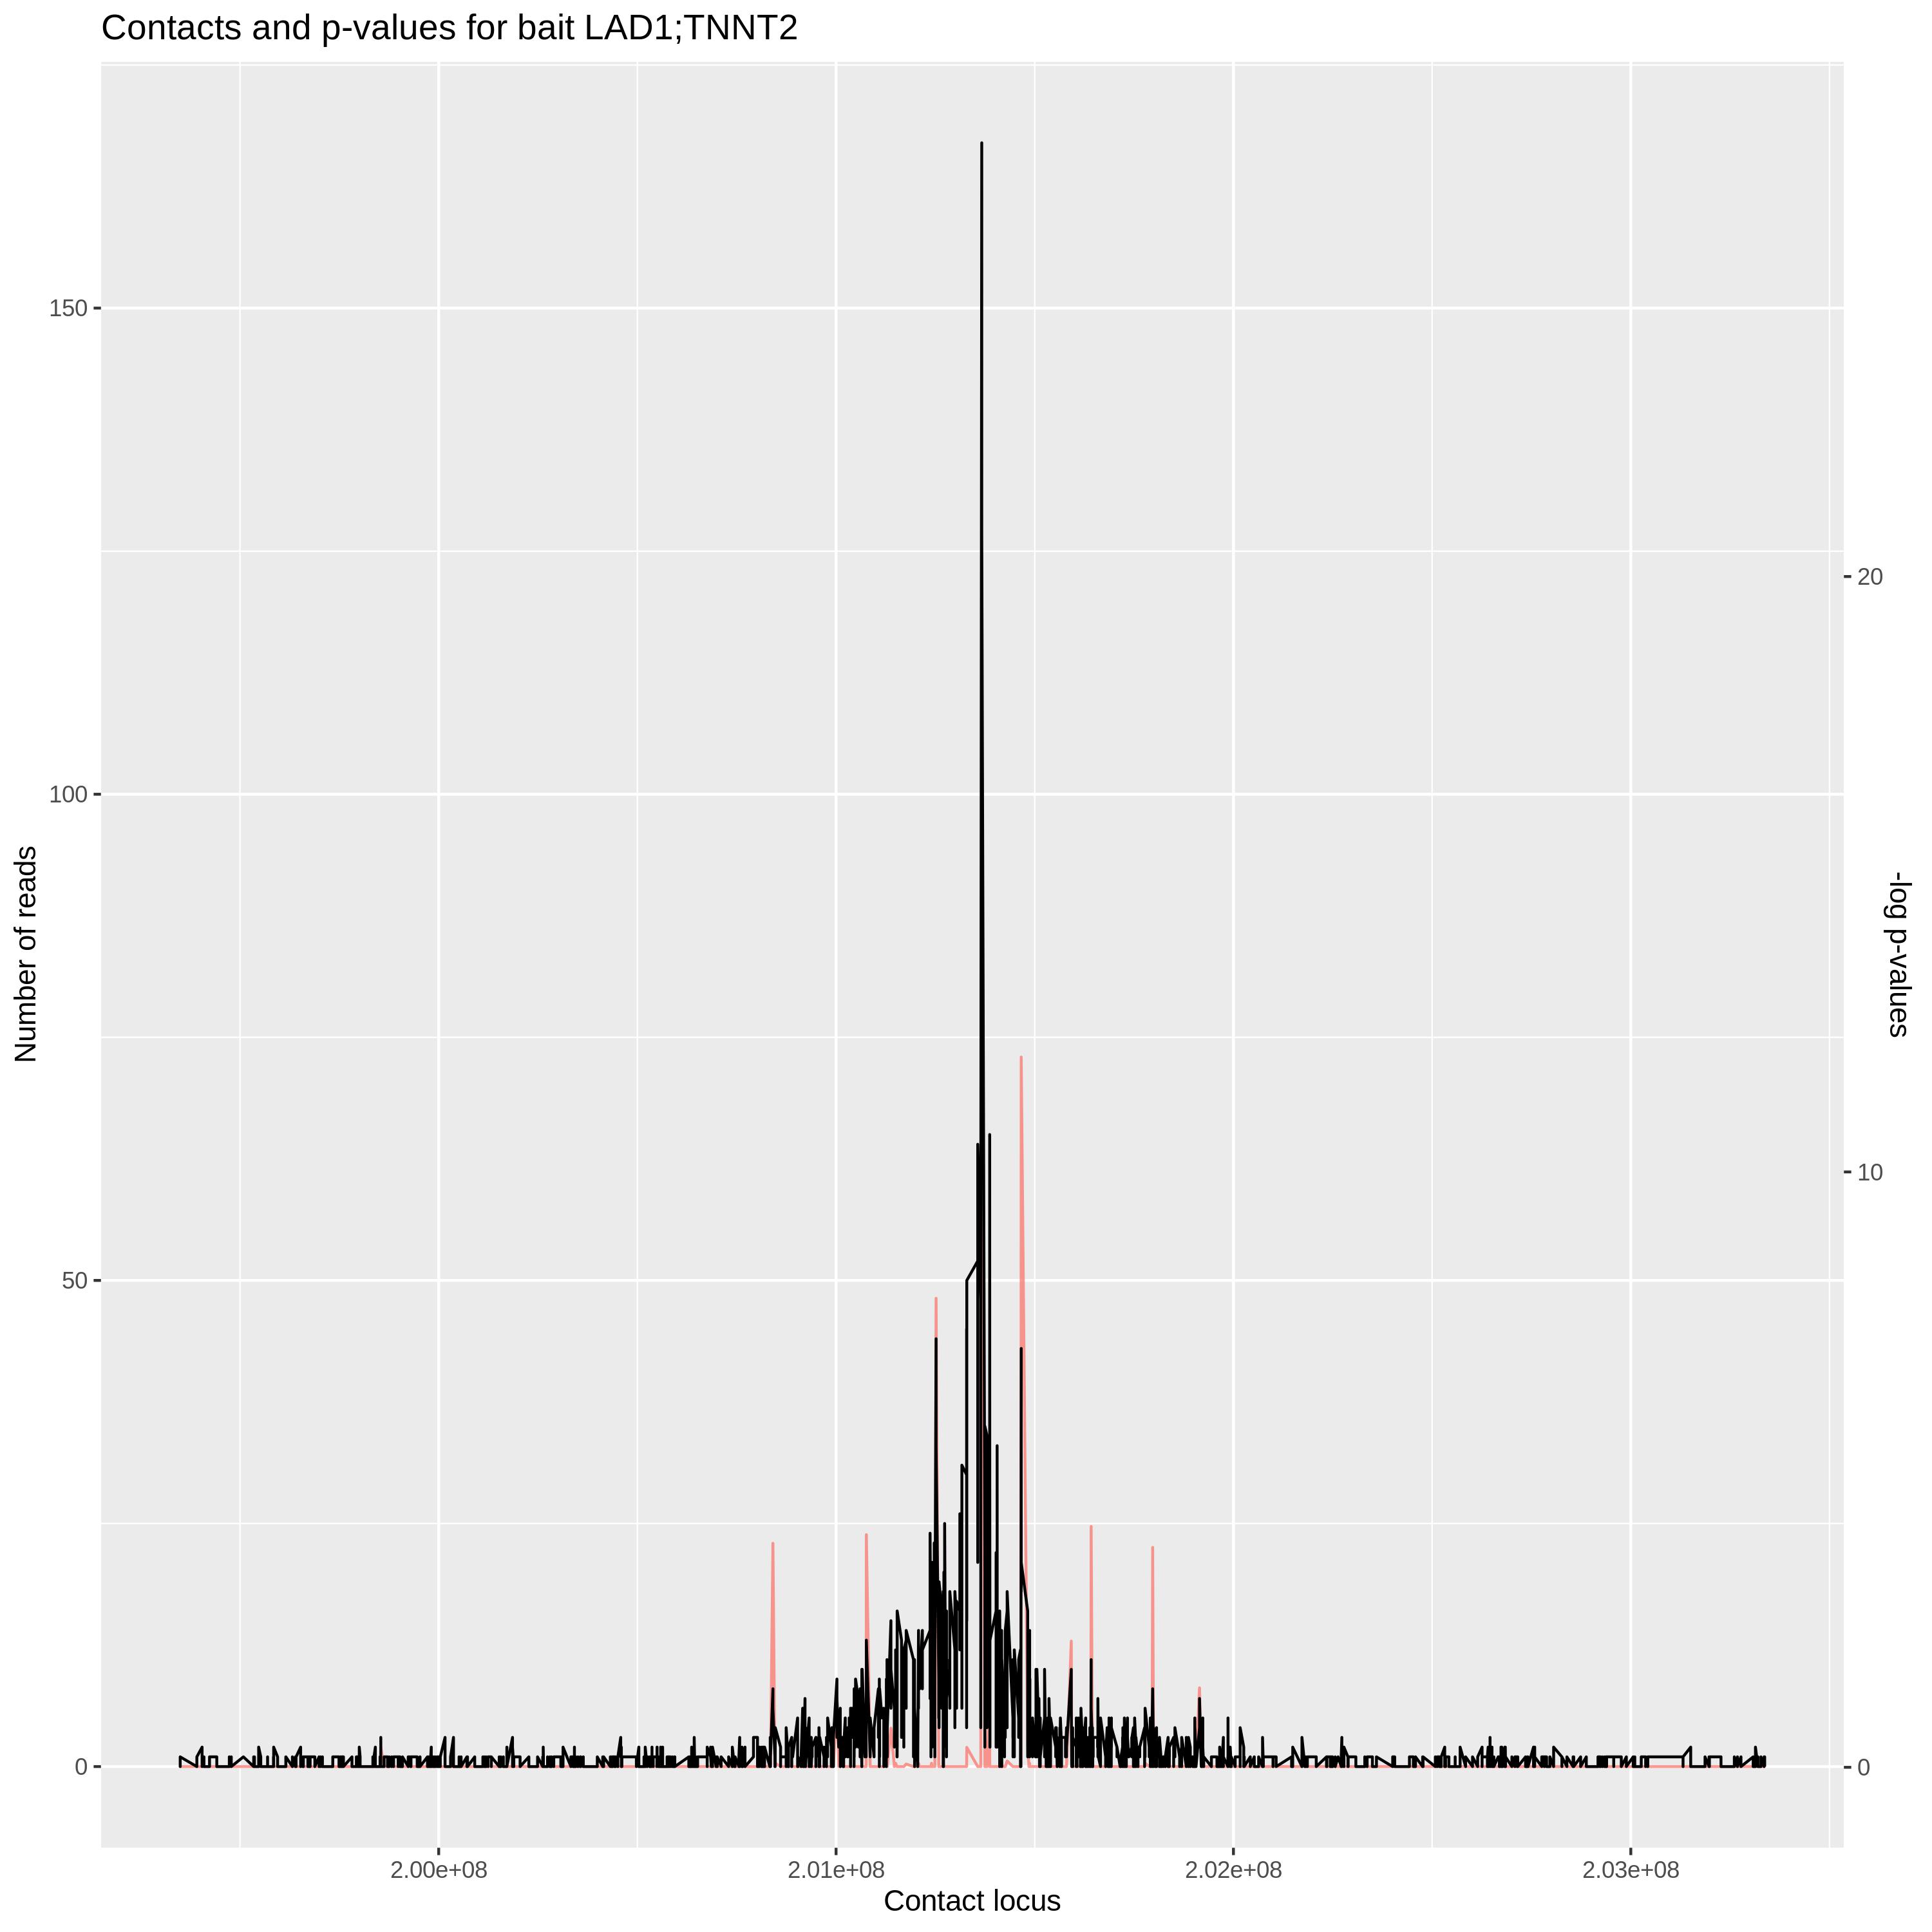 Contacts and p-values for bait LAD1;TNNT2
150
100
50
0
20
10
0
Number of reads
-log p-values
2.00e+08
2.01e+08
2.02e+08
2.03e+08
Contact locus